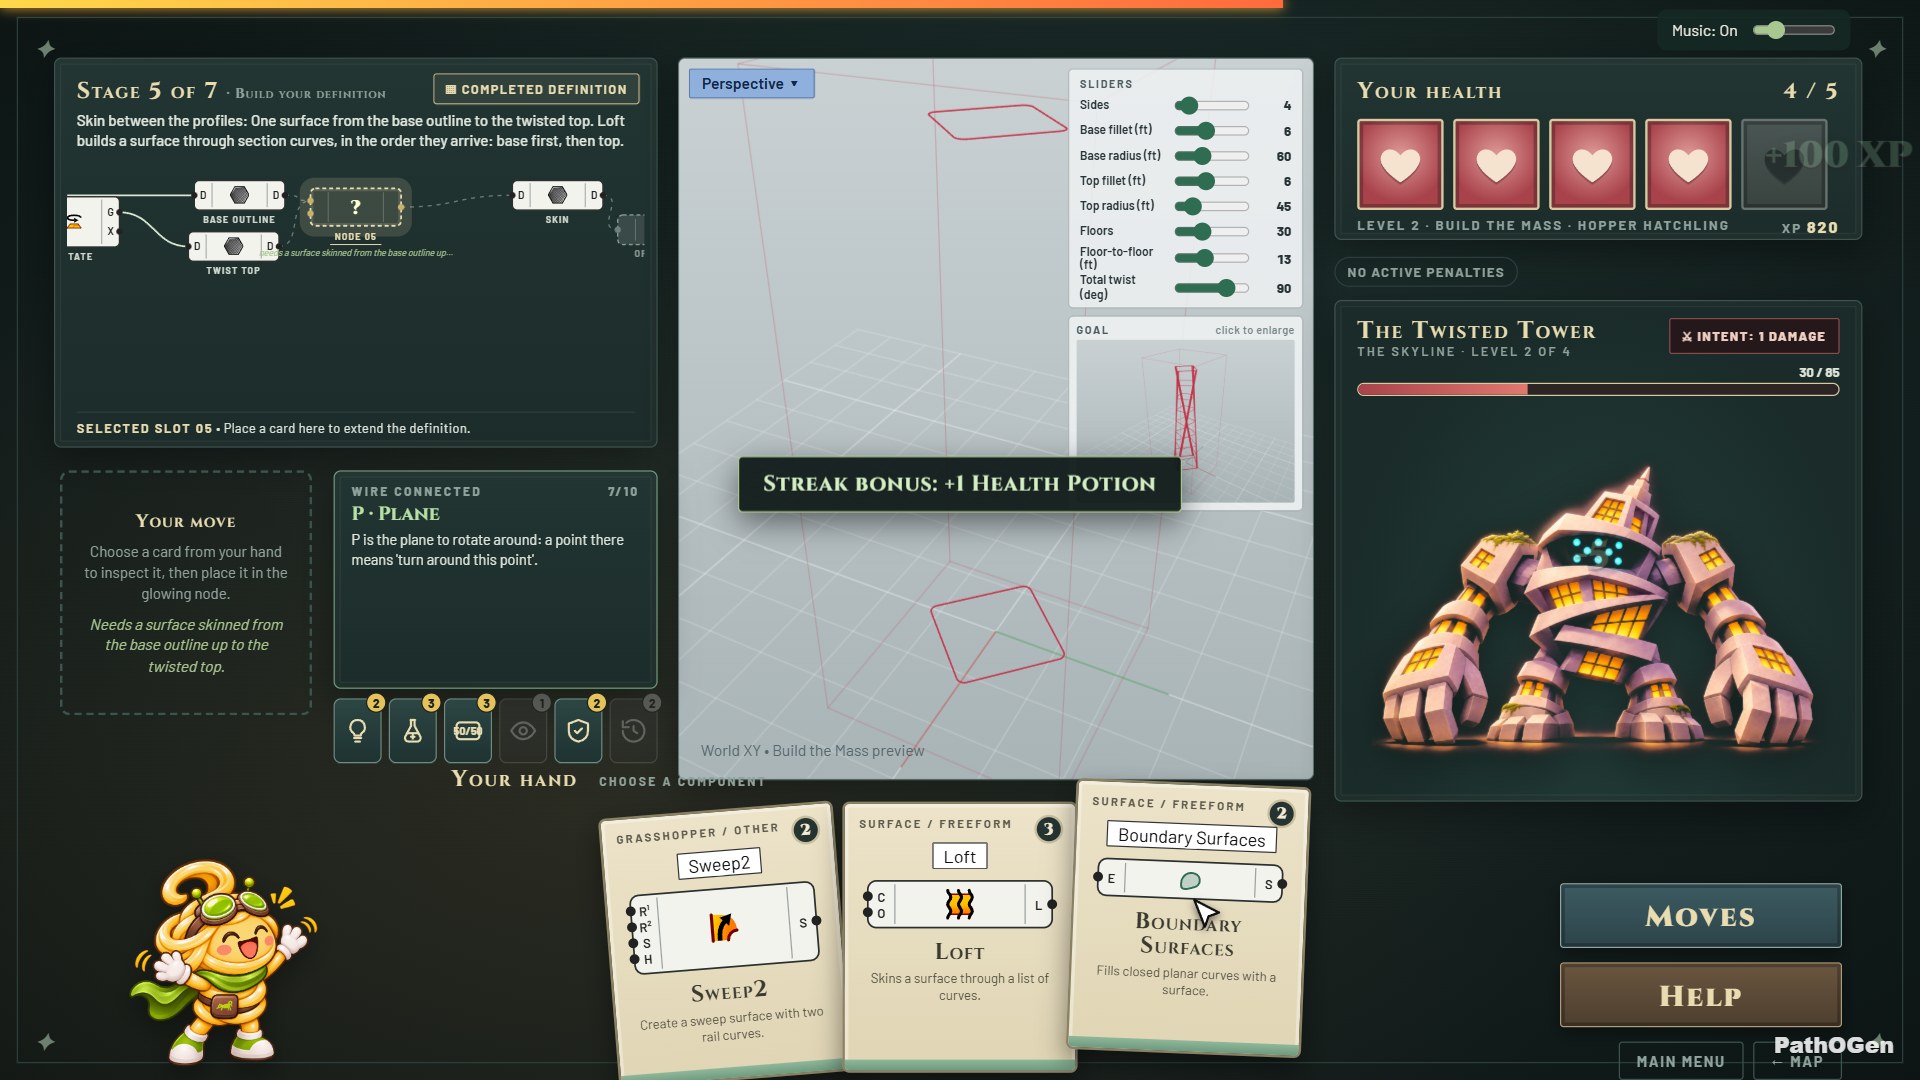 Music: On
STAGE 5 OF 7 · BUILD YOUR DEFINITION
COMPLETED DEFINITION
Skin between the profiles: One surface from the base outline to the twisted top. Loft
builds a surface through section curves, in the order they arrive: base first, then top.
G
X
TATE
D D
BASE OUTLINE
D D
TWIST TOP
?
NODE 05
s a surface skinned from the base outline up...
D D
SKIN
SELECTED SLOT 05 • Place a card here to extend the definition.
YOUR MOVE
Choose a card from your hand
to inspect it, then place it in the
glowing node.
Needs a surface skinned from
the base outline up to the
twisted top.
WIRE CONNECTED 7/10
P · PLANE
P is the plane to rotate around: a point there
means 'turn around this point'.
2 3 3 1 2 2
50/50
YOUR HAND CHOOSE A COMPONENT
Perspective ▼
SLIDERS
Sides 4
Base fillet (ft) 6
Base radius (ft) 60
Top fillet (ft) 6
Top radius (ft) 45
Floors 30
Floor-to-floor
(ft) 13
Total twist
(deg) 90
GOAL click to enlarge
STREAK BONUS: +1 HEALTH POTION
World XY • Build the Mass preview
YOUR HEALTH 4 / 5
+100 XP
LEVEL 2 · BUILD THE MASS · HOPPER HATCHLING XP 820
NO ACTIVE PENALTIES
THE TWISTED TOWER
THE SKYLINE · LEVEL 2 OF 4
INTENT: 1 DAMAGE
30 / 85
GRASSHOPPER / OTHER 2
Sweep2
R¹
R²
S
H
S
SWEEP2
Create a sweep surface with two
rail curves.
SURFACE / FREEFORM 3
Loft
C
O
L
LOFT
Skins a surface through a list of
curves.
SURFACE / FREEFORM 2
Boundary Surfaces
E S
BOUNDARY
SURFACES
Fills closed planar curves with a
surface.
MOVES
HELP
MAIN MENU
← MAP
PathOGen